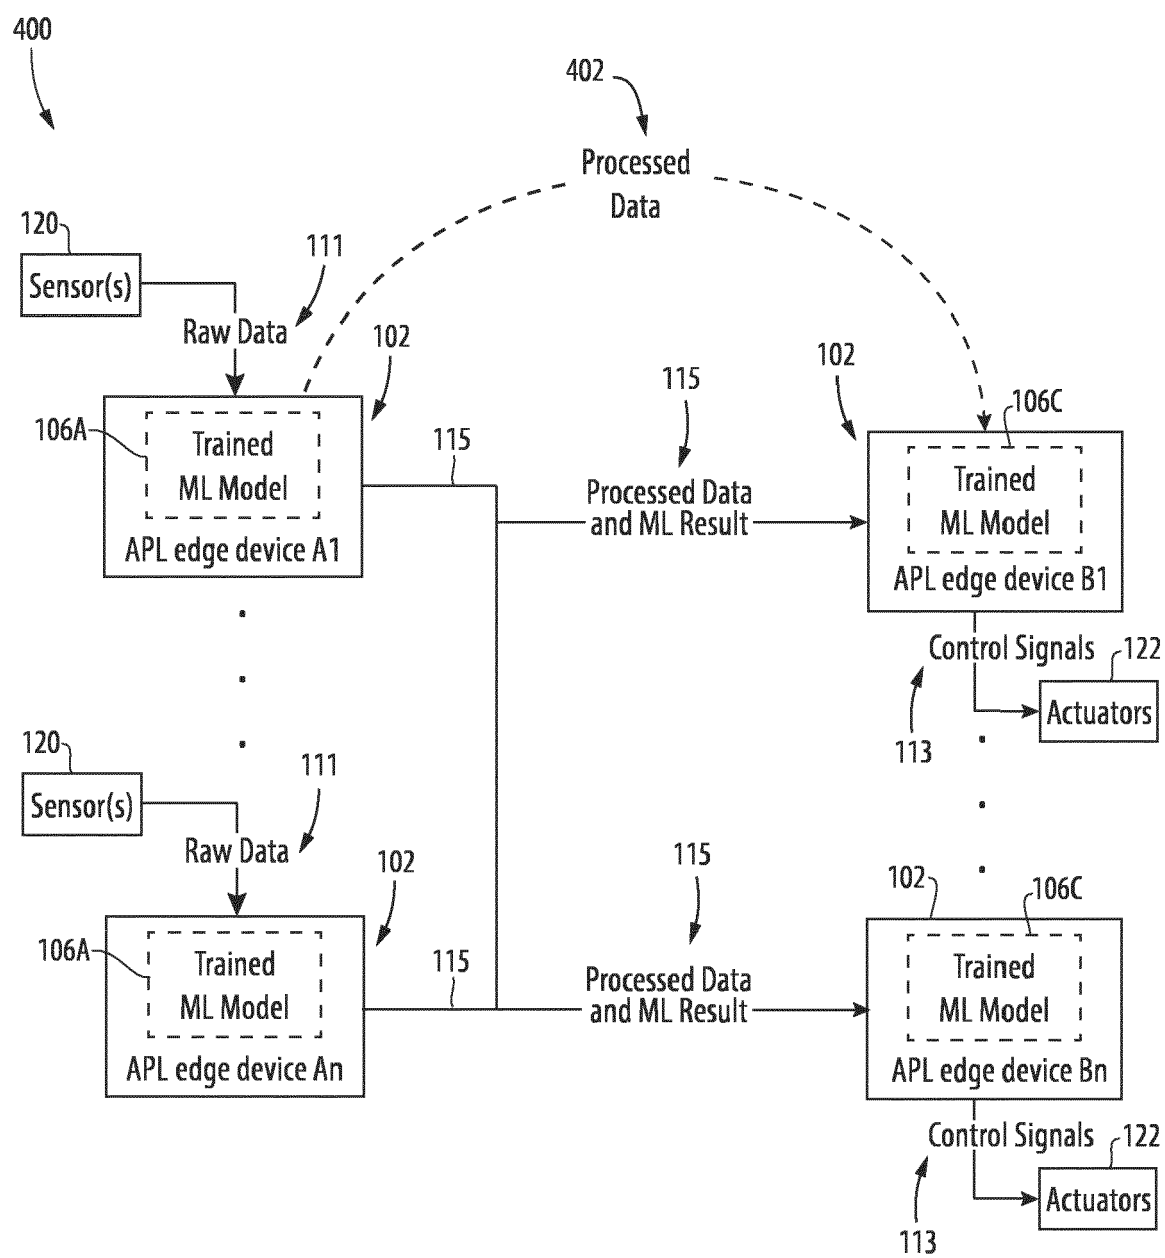 400
402
Processed
Data
120
Sensor(s)
111
Raw Data
102
102
115
106A
Trained
ML Model
APL edge device A1
115
Processed Data
and ML Result
106C
Trained
ML Model
APL edge device B1
Control Signals
122
Actuators
113
120
Sensor(s)
111
Raw Data
102
115
102
106A
Trained
ML Model
APL edge device An
115
Processed Data
and ML Result
106C
Trained
ML Model
APL edge device Bn
Control Signals
122
Actuators
113